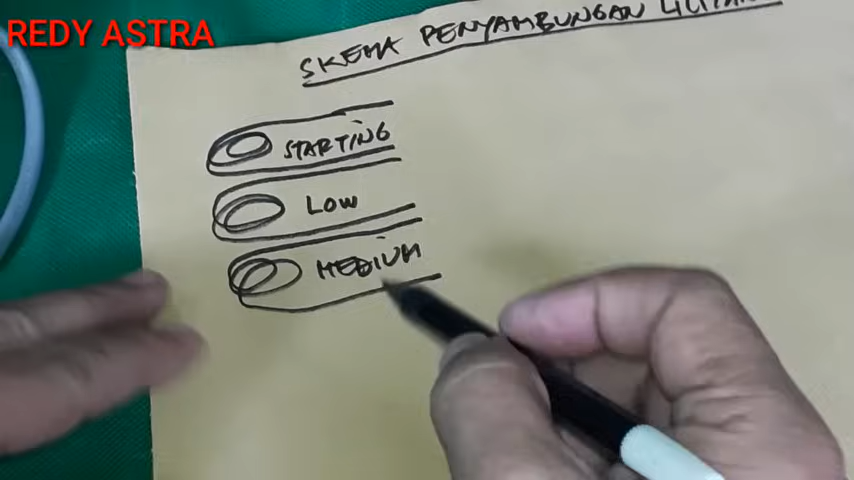 REDY ASTRA
SKEMA PENYAMBUNGAN
STARTING
LOW
MEDIUM